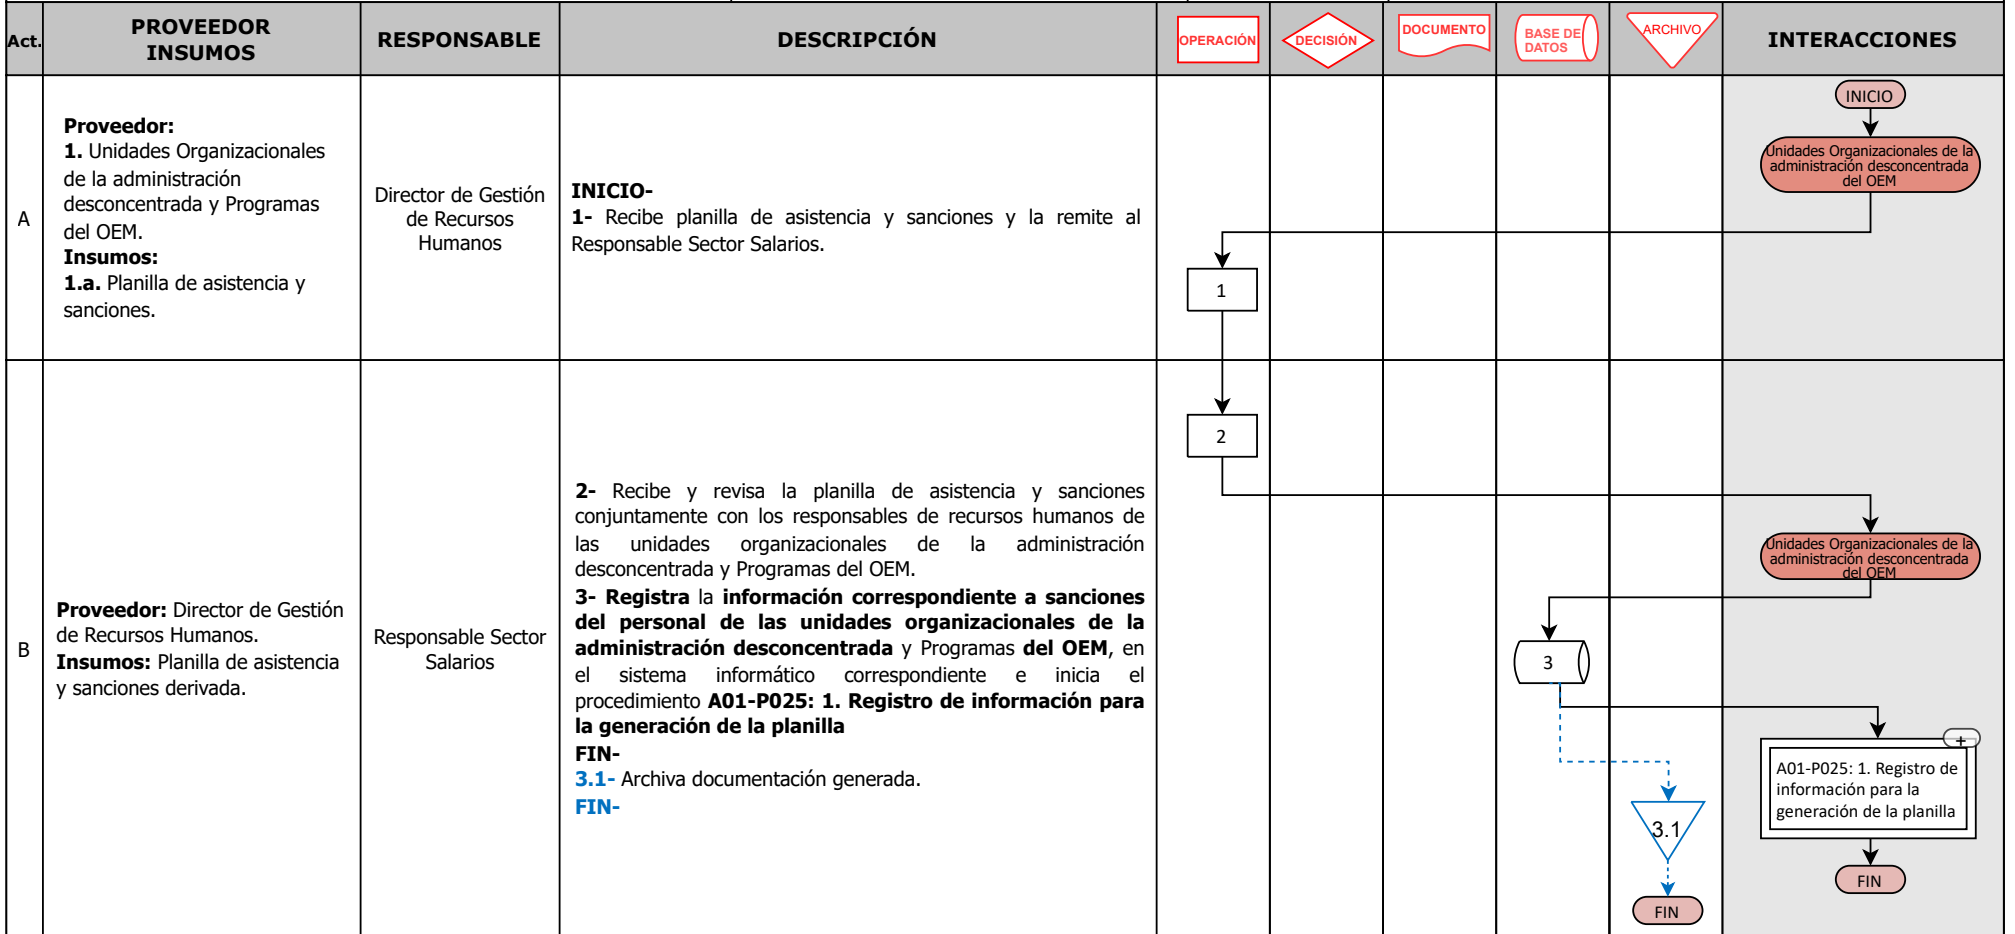 Act.
PROVEEDOR
INSUMOS
RESPONSABLE
DESCRIPCIÓN
OPERACIÓN
DECISIÓN
DOCUMENTO
BASE DE
DATOS
ARCHIVO
INTERACCIONES
A
Proveedor:
1. Unidades Organizacionales
de la administración
desconcentrada y Programas
del OEM.
Insumos:
1.a. Planilla de asistencia y
sanciones.
Director de Gestión
de Recursos
Humanos
INICIO-
1- Recibe planilla de asistencia y sanciones y la remite al
Responsable Sector Salarios.
1
INICIO
Unidades Organizacionales de la
administración desconcentrada
del OEM
B
Proveedor: Director de Gestión
de Recursos Humanos.
Insumos: Planilla de asistencia
y sanciones derivada.
Responsable Sector
Salarios
2- Recibe y revisa la planilla de asistencia y sanciones
conjuntamente con los responsables de recursos humanos de
las unidades organizacionales de la administración
desconcentrada y Programas del OEM.
3- Registra la información correspondiente a sanciones
del personal de las unidades organizacionales de la
administración desconcentrada y Programas del OEM, en
el sistema informático correspondiente e inicia el
procedimiento A01-P025: 1. Registro de información para
la generación de la planilla
FIN-
3.1- Archiva documentación generada.
FIN-
2
Unidades Organizacionales de la
administración desconcentrada
del OEM
3
+
A01-P025: 1. Registro de
información para la
generación de la planilla
3.1
FIN
FIN